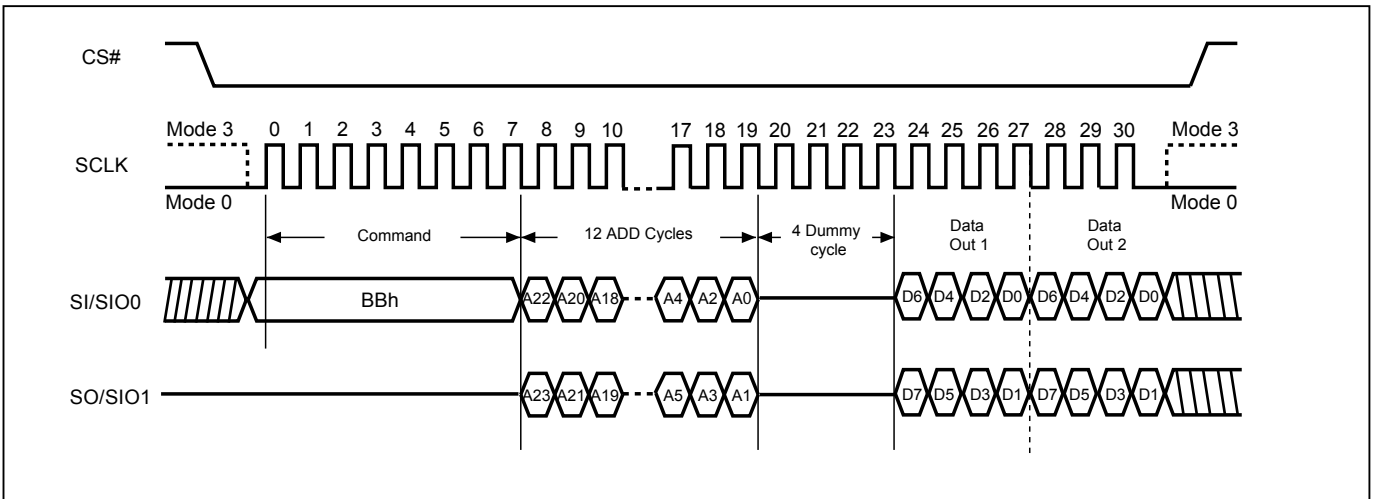 CS#
Mode 3 0 1 2 3 4 5 6 7 8 9 10 17 18 19 20 21 22 23 24 25 26 27 28 29 30 Mode 3
SCLK
Mode 0 Mode 0
Command 12 ADD Cycles 4 Dummy cycle Data Out 1 Data Out 2
SI/SIO0 BBh A22 A20 A18 A4 A2 A0 D6 D4 D2 D0 D6 D4 D2 D0
SO/SIO1 A23 A21 A19 A5 A3 A1 D7 D5 D3 D1 D7 D5 D3 D1